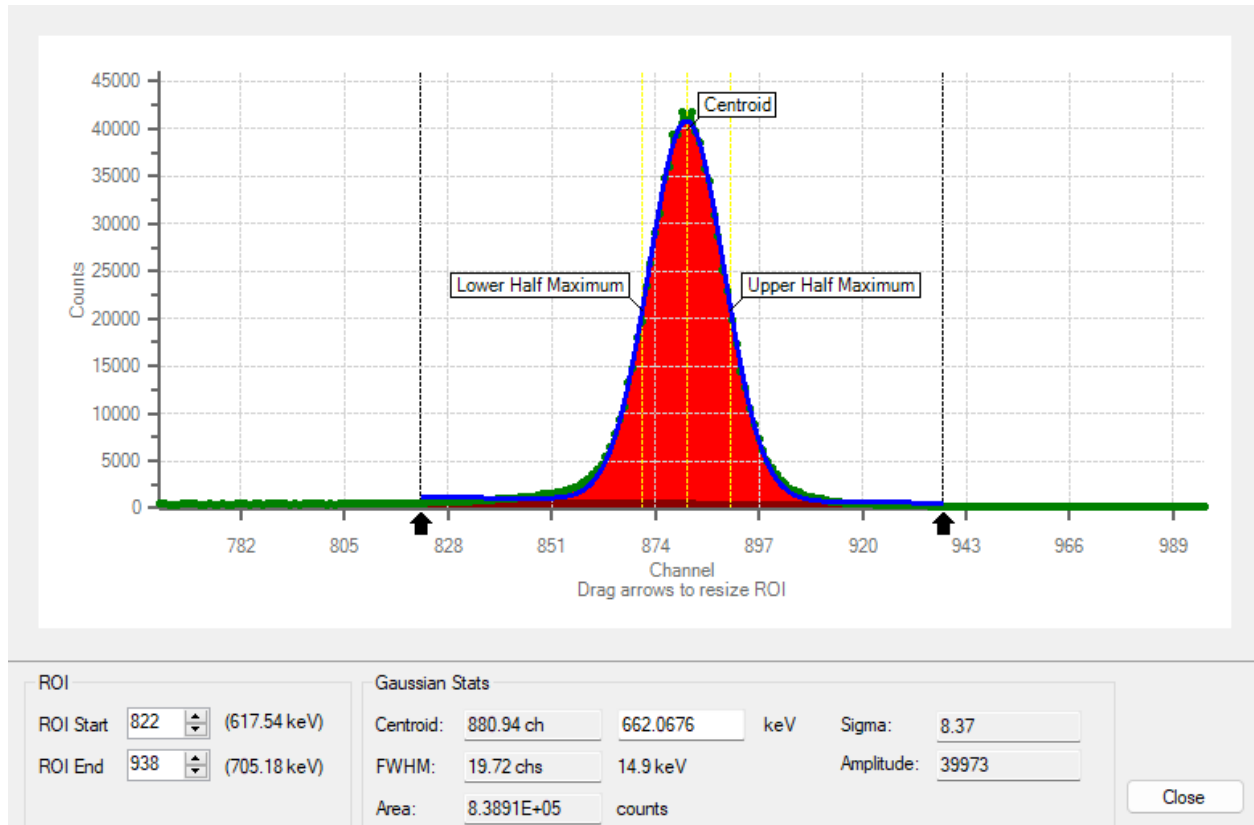 45000
40000
35000
30000
25000
20000
15000
10000
5000
0
Counts
Centroid
Lower Half Maximum
Upper Half Maximum
782 805 828 851 874 897 920 943 966 989
Channel
Drag arrows to resize ROI
ROI
ROI Start 822 (617.54 keV)
ROI End 938 (705.18 keV)
Gaussian Stats
Centroid: 880.94 ch 662.0676 keV Sigma: 8.37
FWHM: 19.72 chs 14.9 keV Amplitude: 39973
Area: 8.3891E+05 counts
Close